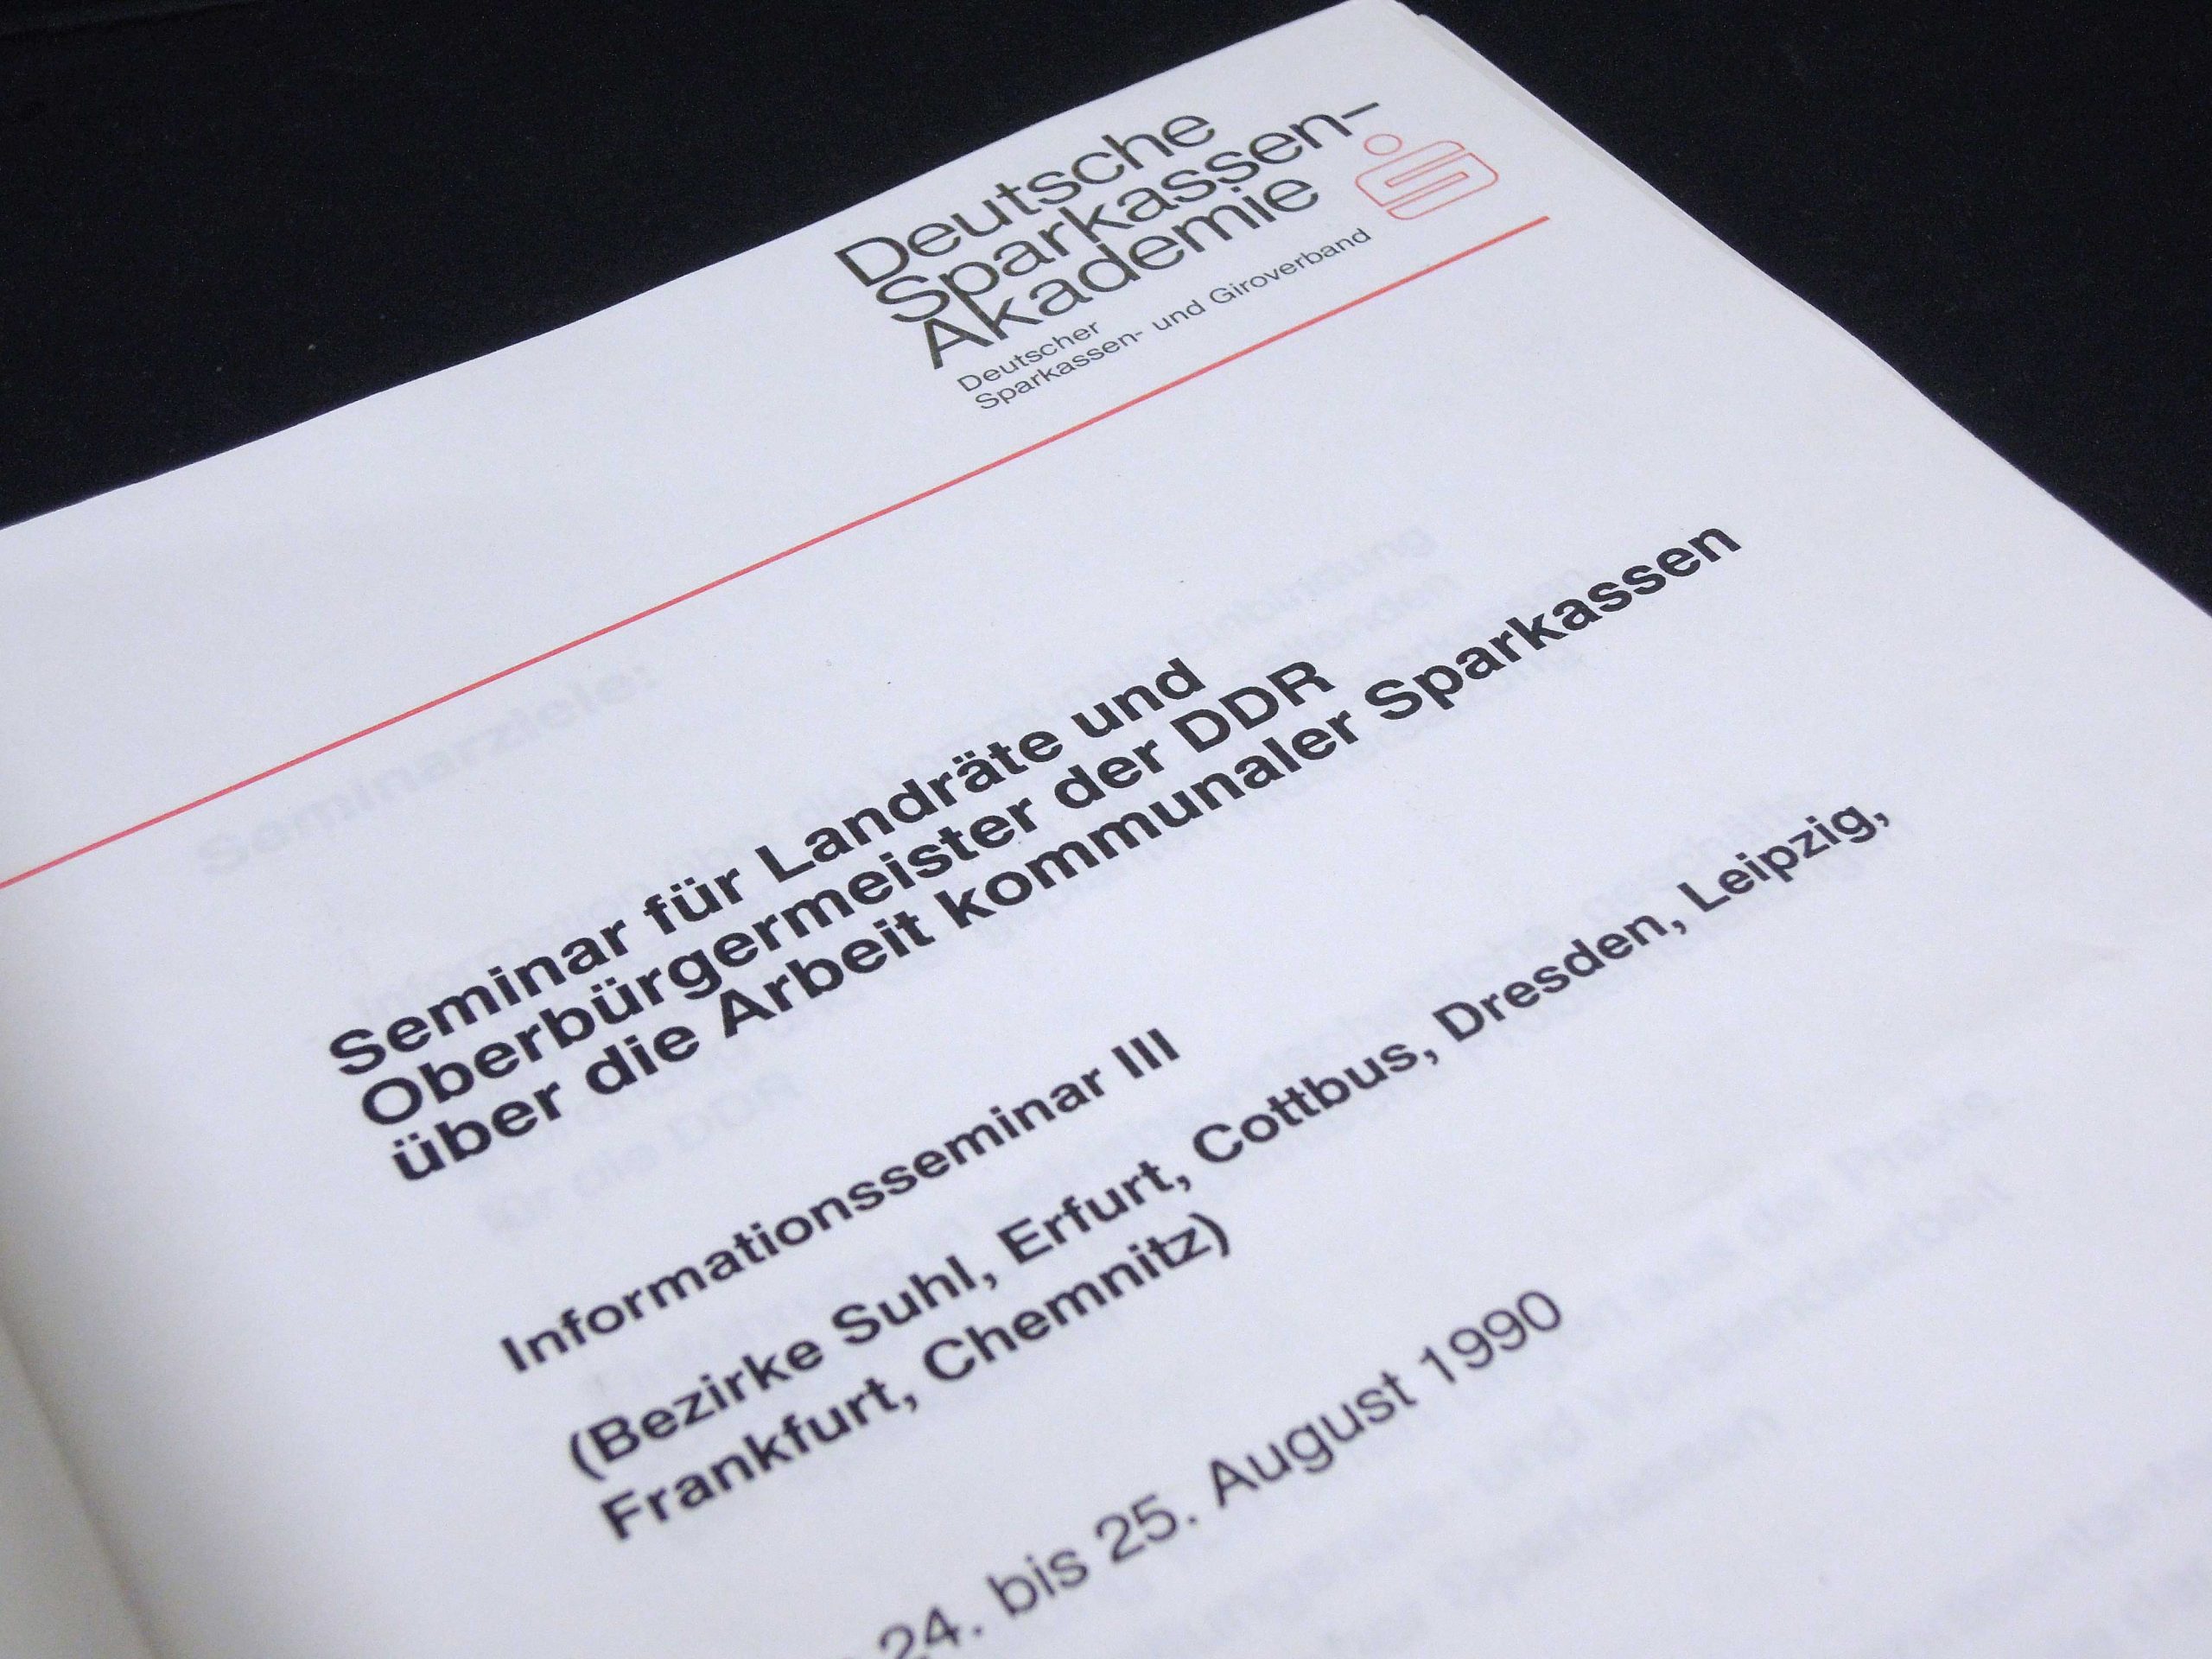 Deutsche
Sparkassen-
Akademie
Deutscher
Sparkassen- und Giroverband
Seminar für Landräte und
Oberbürgermeister der DDR
über die Arbeit kommunaler Sparkassen
Informationsseminar III
(Bezirke Suhl, Erfurt, Cottbus, Dresden, Leipzig,
Frankfurt, Chemnitz)
24. bis 25. August 1990
Seminarziele: